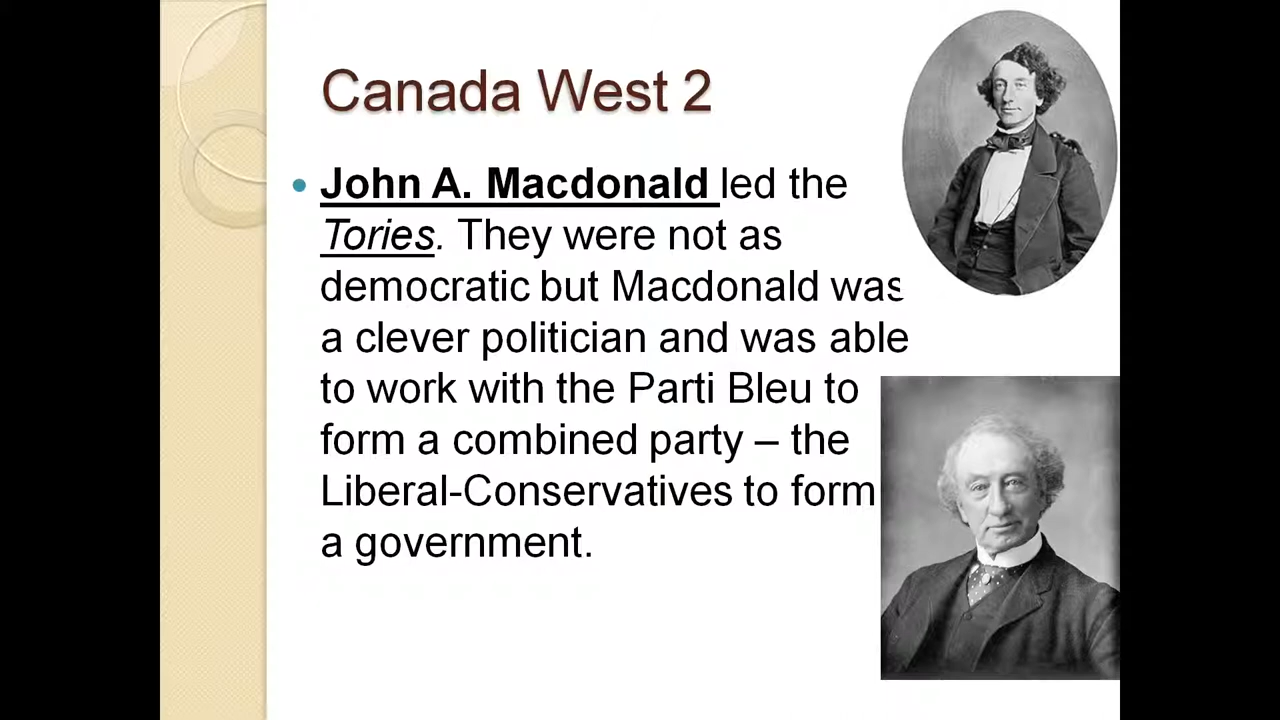 Canada West 2
John A. Macdonald led the
Tories. They were not as
democratic but Macdonald was
a clever politician and was able
to work with the Parti Bleu to
form a combined party – the
Liberal-Conservatives to form
a government.